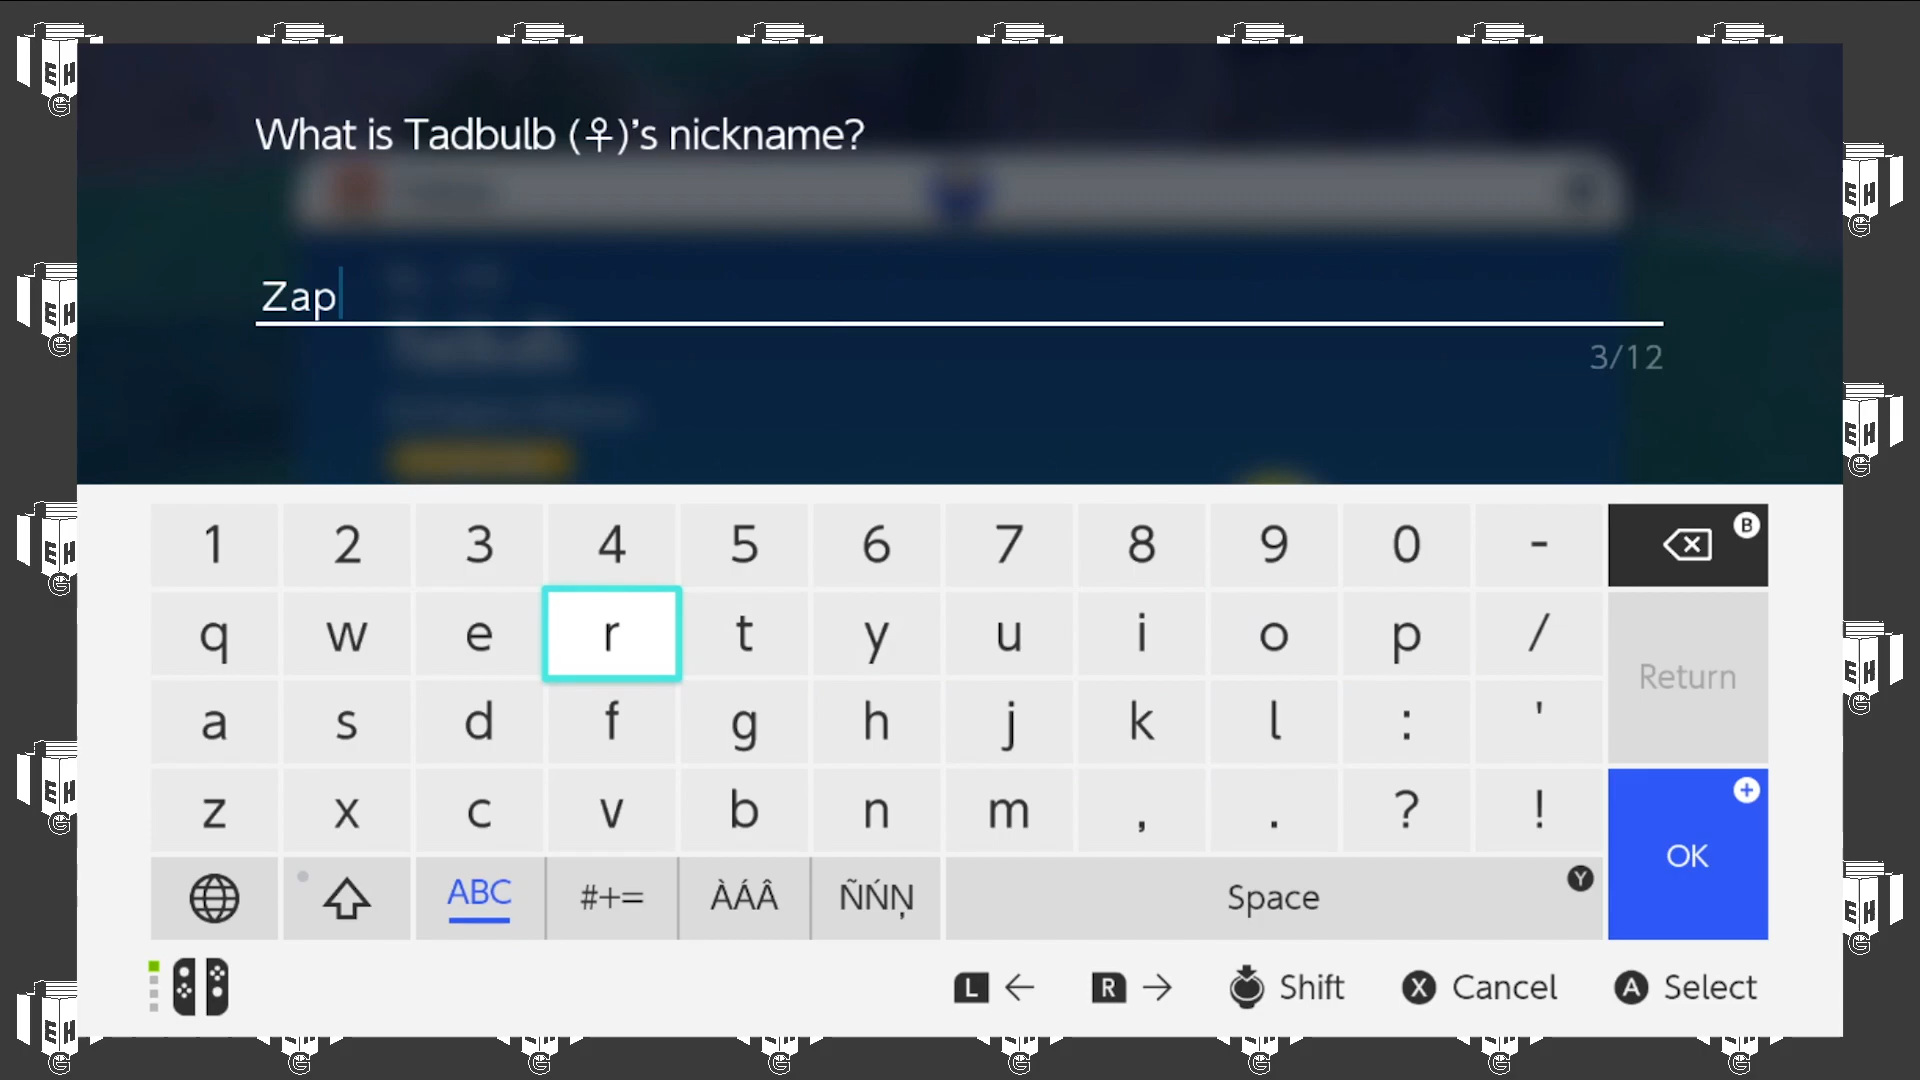 What is Tadbulb (♀)'s nickname?
Zap
3/12
1 2 3 4 5 6 7 8 9 0 -
B
q w e r t y u i o p /
Return
a s d f g h j k l : '
z x c v b n m , . ? !
OK
ABC #+= ÀÁÂ ÑŃŅ Space Y
L ← R → Shift X Cancel A Select
EH
G